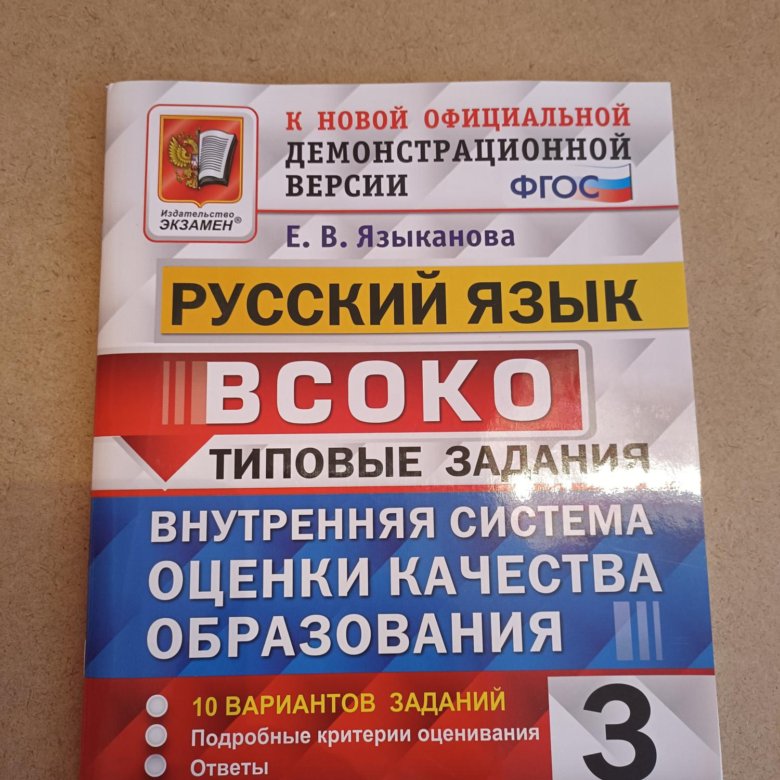 К НОВОЙ ОФИЦИАЛЬНОЙ
ДЕМОНСТРАЦИОННОЙ
ВЕРСИИ
ФГОС
Издательство
ЭКЗАМЕН®
Е. В. Языканова
РУССКИЙ ЯЗЫК
ВСОКО
ТИПОВЫЕ ЗАДАНИЯ
ВНУТРЕННЯЯ СИСТЕМА
ОЦЕНКИ КАЧЕСТВА
ОБРАЗОВАНИЯ
10 ВАРИАНТОВ ЗАДАНИЙ
Подробные критерии оценивания
Ответы
3